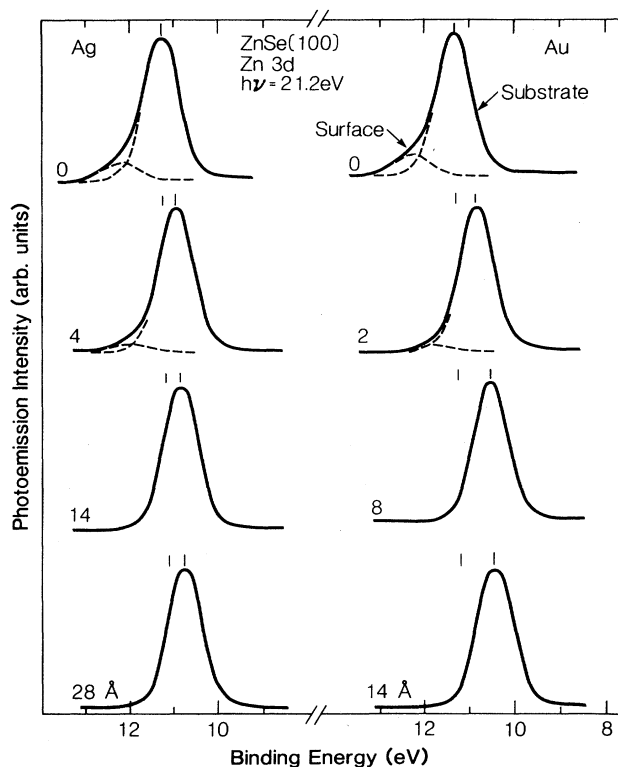 Ag
ZnSe(100)
Zn 3d
hν = 21.2eV
Au
Substrate
Surface
0
0
4
2
14
8
28 Å
14 Å
12
10
12
10
8
Binding Energy (eV)
Photoemission Intensity (arb. units)